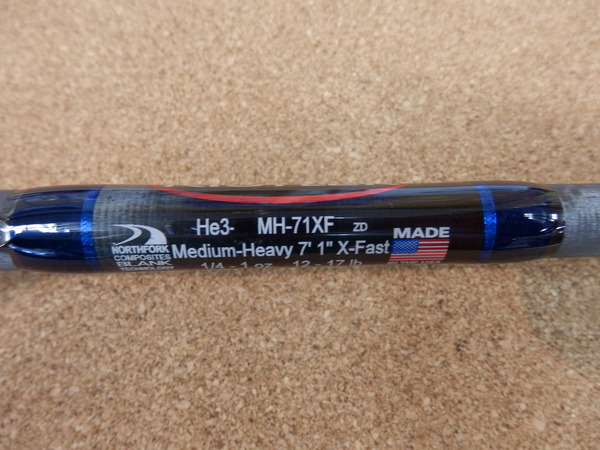 He3- MH-71XF ZD
MADE
NORTHFORK
COMPOSITES
BLANK
TECHNOLOGY
Medium-Heavy 7' 1" X-Fast
1/4 - 1 oz 12 - 17 lb